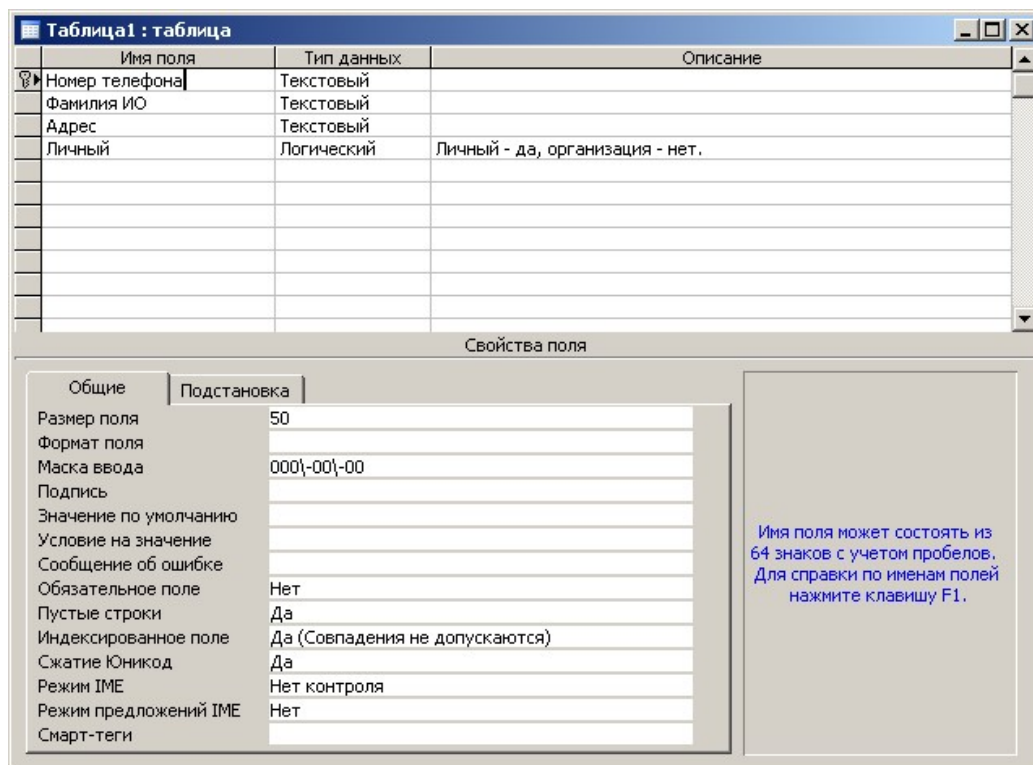 Таблица1 : таблица
Имя поля Тип данных Описание
Номер телефона Текстовый
Фамилия ИО Текстовый
Адрес Текстовый
Личный Логический Личный - да, организация - нет.
Свойства поля
Общие Подстановка
Размер поля 50
Формат поля
Маска ввода 000\-00\-00
Подпись
Значение по умолчанию
Условие на значение
Сообщение об ошибке
Обязательное поле Нет
Пустые строки Да
Индексированное поле Да (Совпадения не допускаются)
Сжатие Юникод Да
Режим IME Нет контроля
Режим предложений IME Нет
Смарт-теги
Имя поля может состоять из
64 знаков с учетом пробелов.
Для справки по именам полей
нажмите клавишу F1.